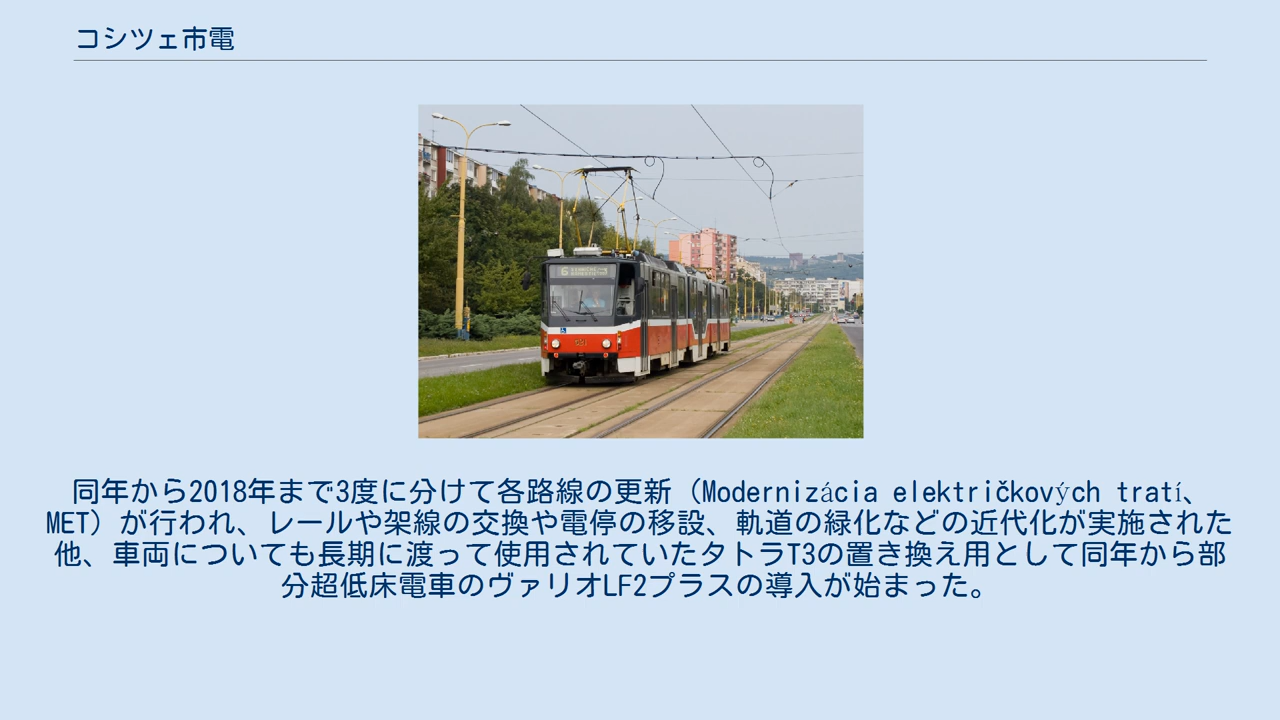 コシツェ市電
6
621
同年から2018年まで3度に分けて各路線の更新（Modernizácia električkových tratí、
MET）が行われ、レールや架線の交換や電停の移設、軌道の緑化などの近代化が実施された
他、車両についても長期に渡って使用されていたタトラT3の置き換え用として同年から部
分超低床電車のヴァリオLF2プラスの導入が始まった。